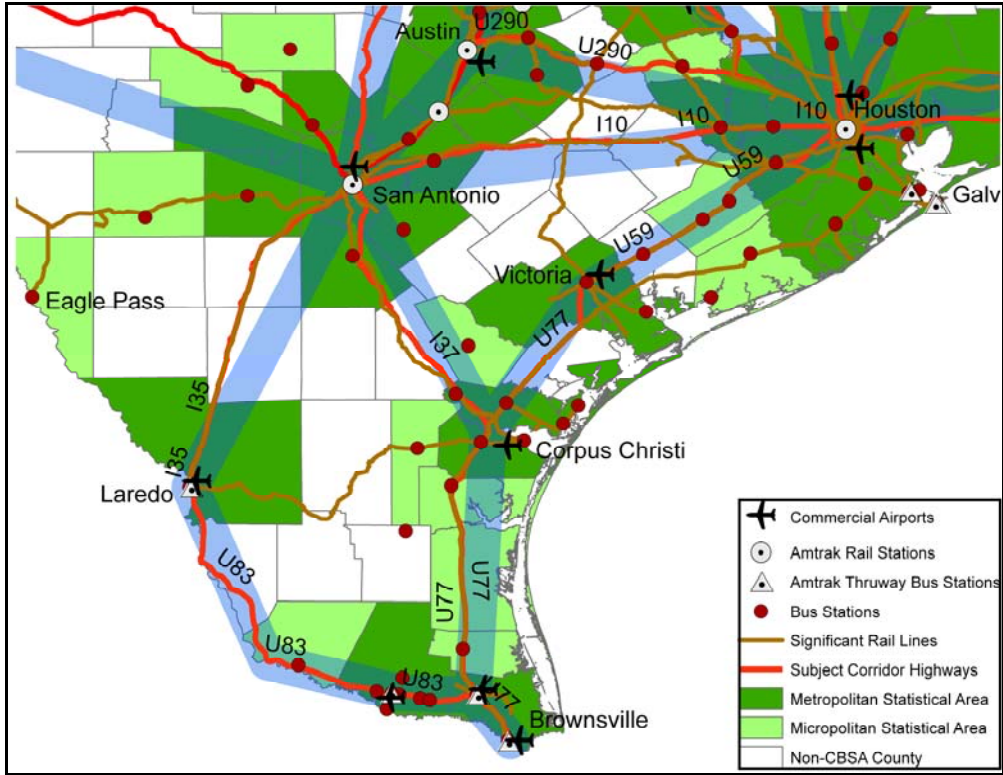 Austin
U290
U290
I10
Houston
I10
I10
U59
San Antonio
Galv
U59
Victoria
Eagle Pass
U77
I37
I35
Corpus Christi
I35
Laredo
U83
U77
U77
U83
U83
77
Brownsville
Commercial Airports
Amtrak Rail Stations
Amtrak Thruway Bus Stations
Bus Stations
Significant Rail Lines
Subject Corridor Highways
Metropolitan Statistical Area
Micropolitan Statistical Area
Non-CBSA County